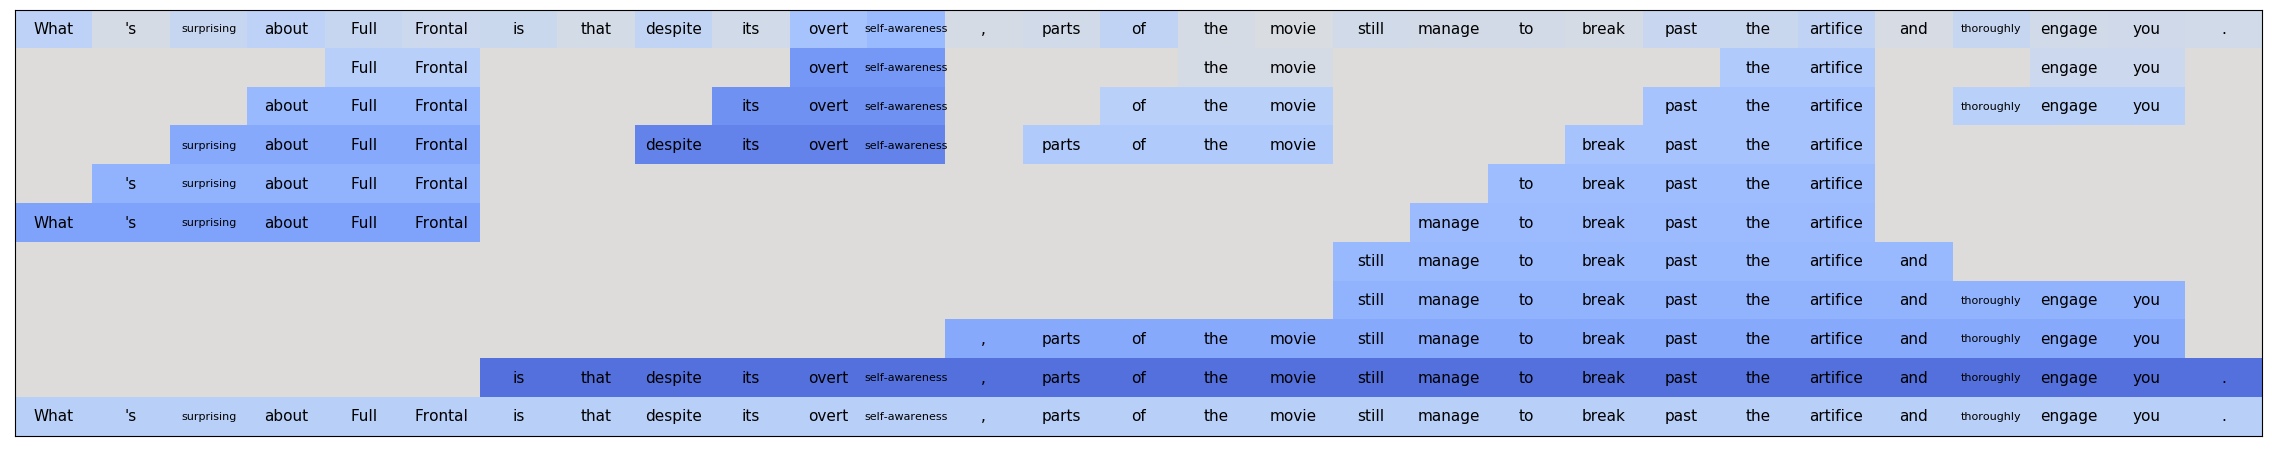 What 's surprising about Full Frontal is that despite its overt self-awareness , parts of the movie still manage to break past the artifice and thoroughly engage you .
Full Frontal overt self-awareness the movie the artifice engage you
about Full Frontal its overt self-awareness of the movie past the artifice thoroughly engage you
surprising about Full Frontal despite its overt self-awareness parts of the movie break past the artifice
's surprising about Full Frontal to break past the artifice
What 's surprising about Full Frontal manage to break past the artifice
still manage to break past the artifice and
still manage to break past the artifice and thoroughly engage you
, parts of the movie still manage to break past the artifice and thoroughly engage you
is that despite its overt self-awareness , parts of the movie still manage to break past the artifice and thoroughly engage you .
What 's surprising about Full Frontal is that despite its overt self-awareness , parts of the movie still manage to break past the artifice and thoroughly engage you .